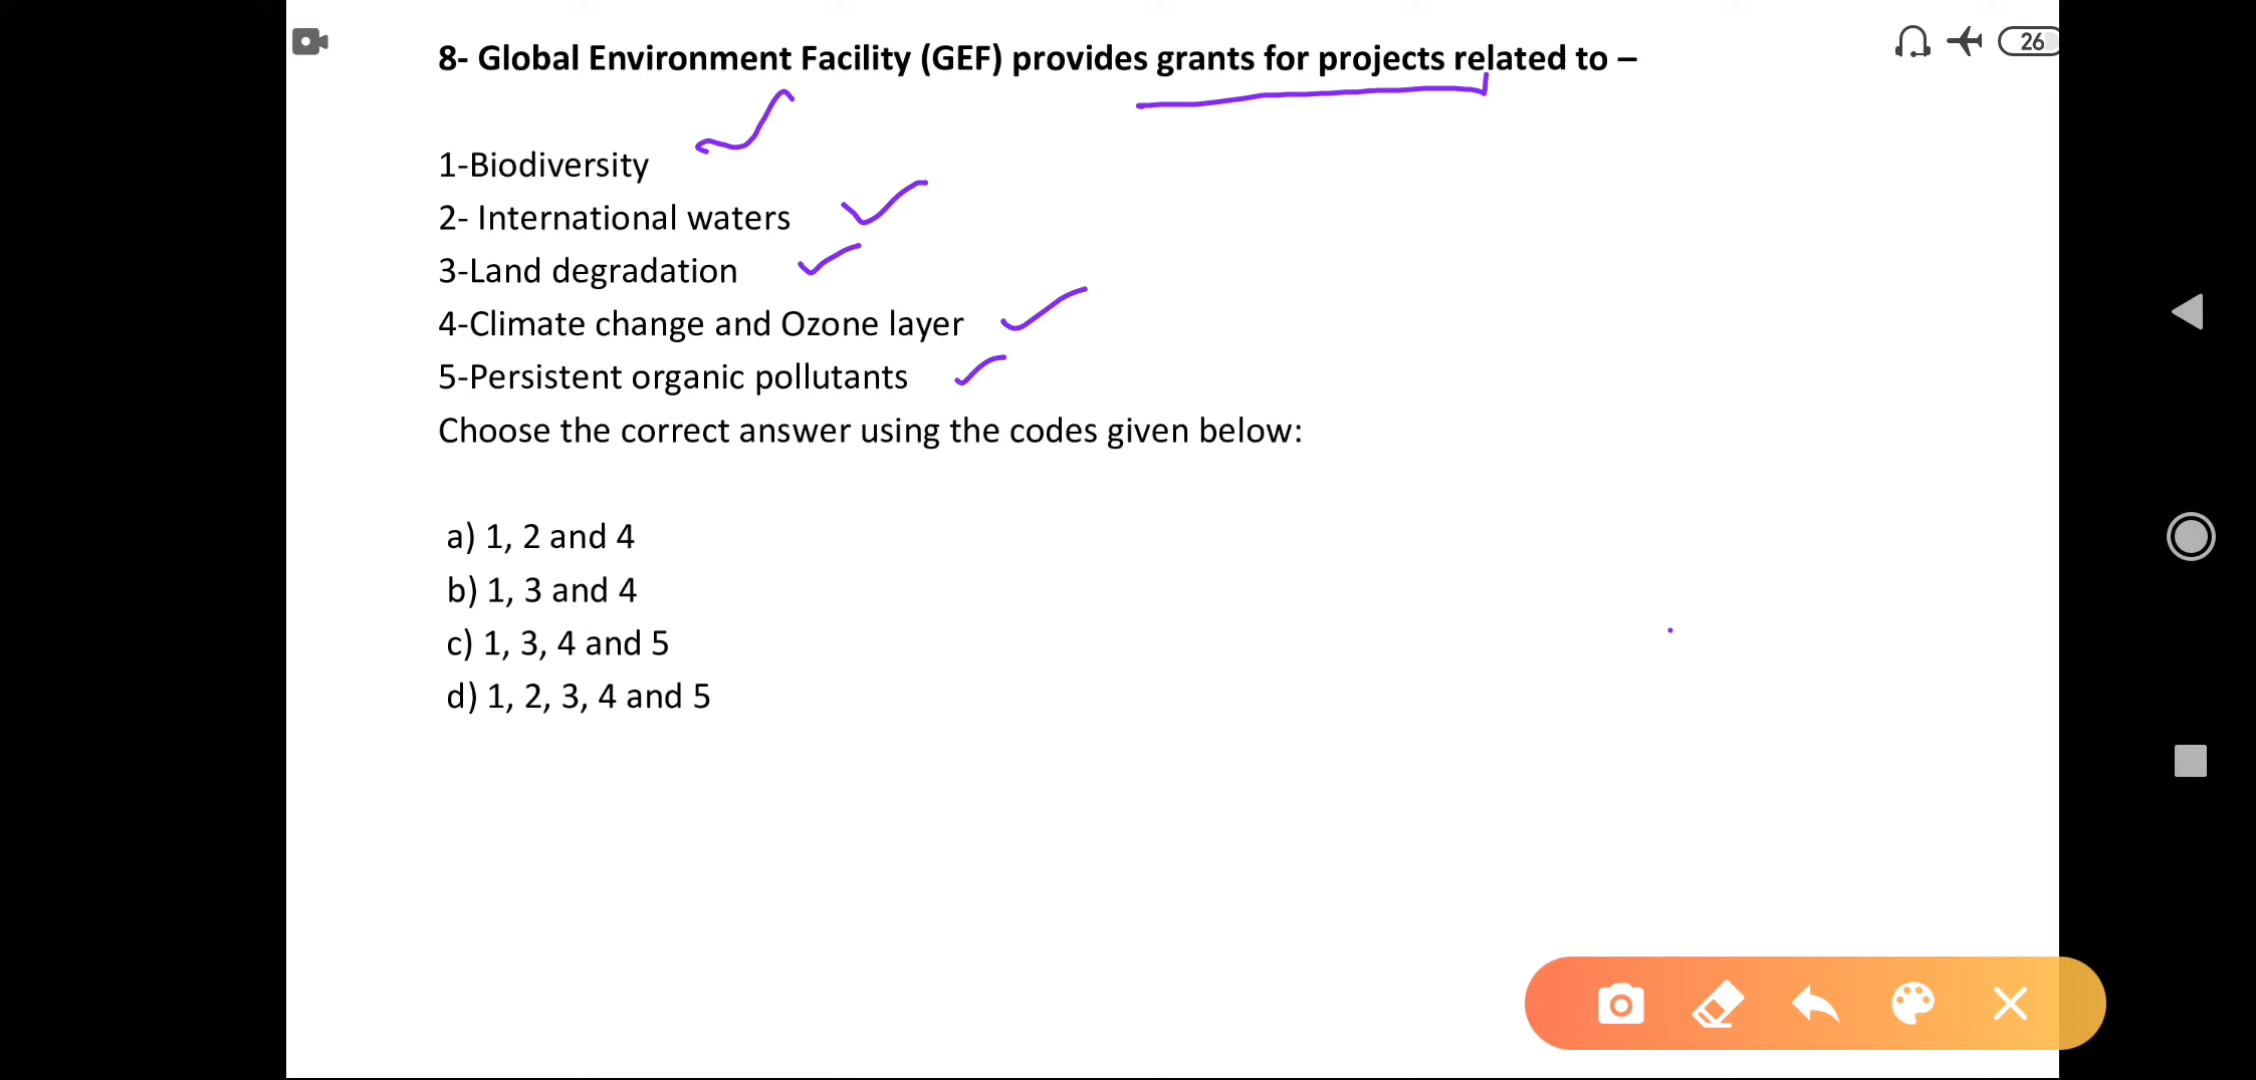 8- Global Environment Facility (GEF) provides grants for projects related to –
26
1-Biodiversity
2- International waters
3-Land degradation
4-Climate change and Ozone layer
5-Persistent organic pollutants
Choose the correct answer using the codes given below:
a) 1, 2 and 4
b) 1, 3 and 4
c) 1, 3, 4 and 5
d) 1, 2, 3, 4 and 5